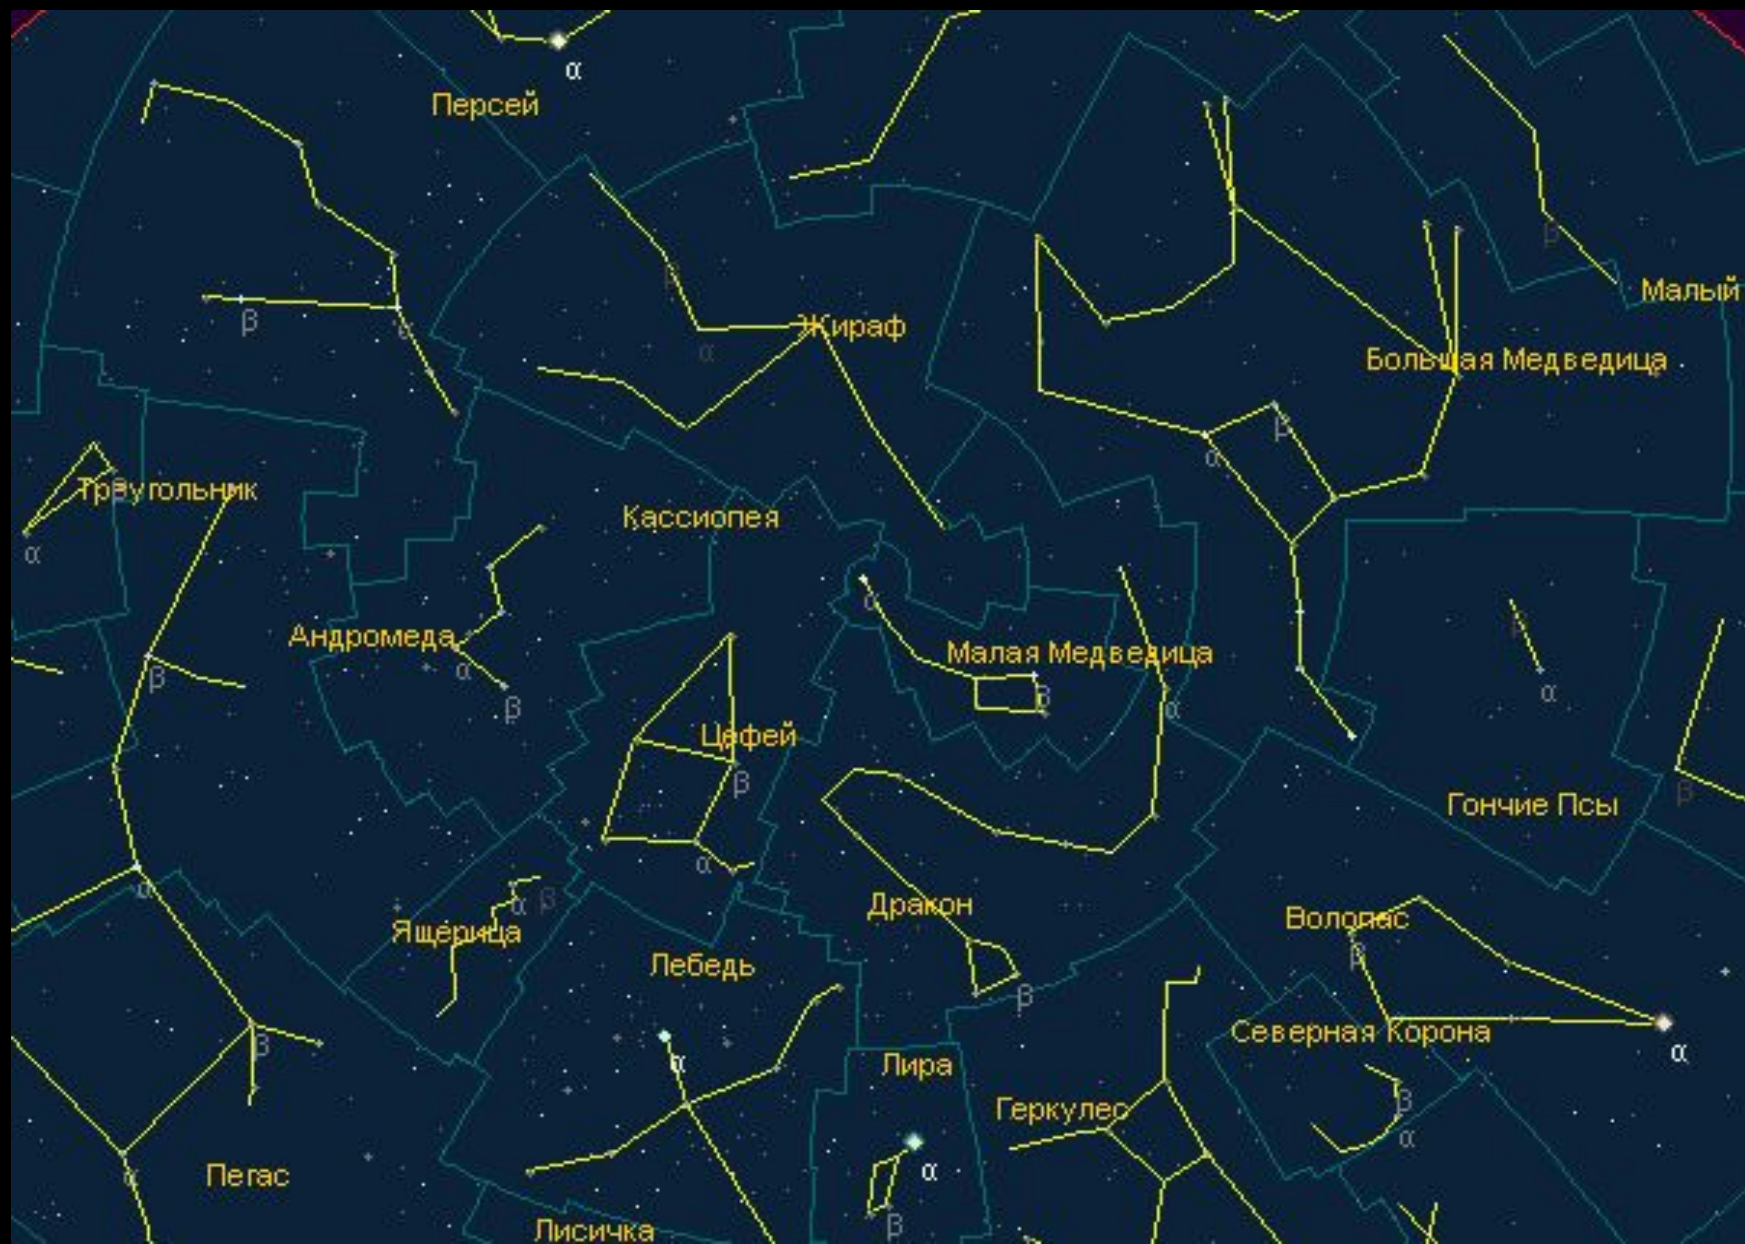 α
Персей
β
Малый
β
α
β
Жираф
α
Большая Медведица
β
α
Треугольник
β
α
Кассиопея
α
β
Андромеда
α
β
Малая Медведица
β
α
α
β
Цефей
β
α
Гончие Псы
β
α
α
β
Ящерица
Дракон
Волопас
β
Лебедь
β
Северная Корона
β
α
α
Лира
Геркулес
β
α
α
Пегас
α
β
Лисичка